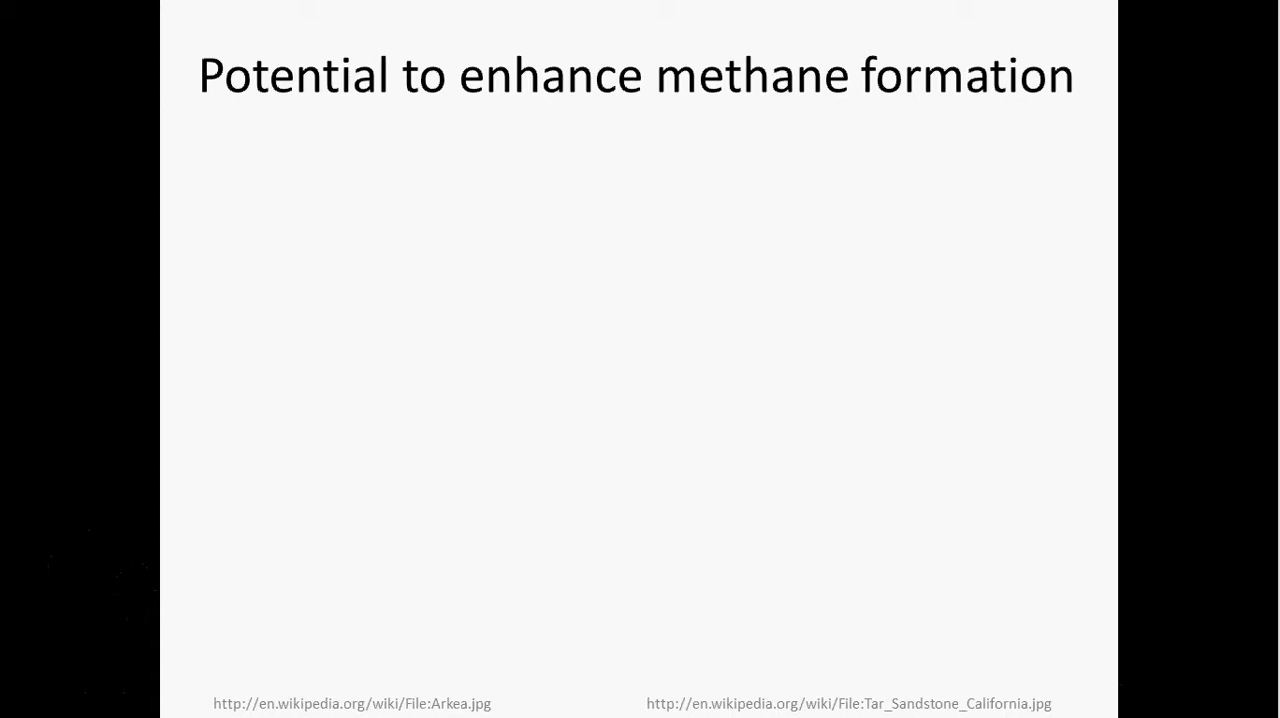 Potential to enhance methane formation
http://en.wikipedia.org/wiki/File:Arkea.jpg
http://en.wikipedia.org/wiki/File:Tar_Sandstone_California.jpg